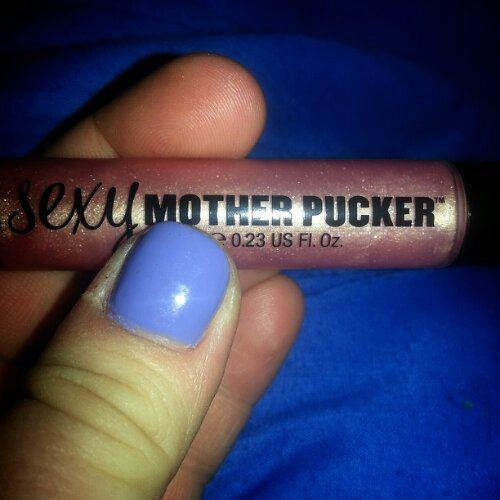 sexy MOTHER PUCKER™
e 0.23 US Fl. Oz.